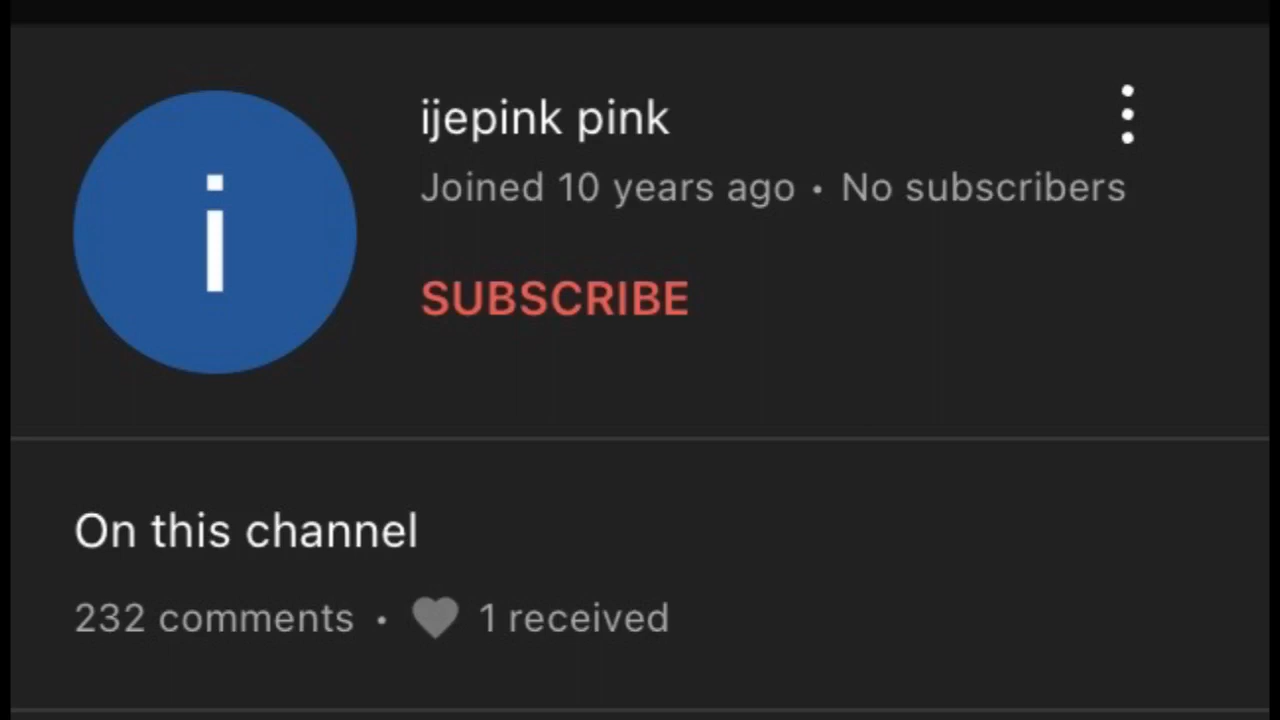 i
ijepink pink
Joined 10 years ago • No subscribers
SUBSCRIBE
On this channel
232 comments • 1 received